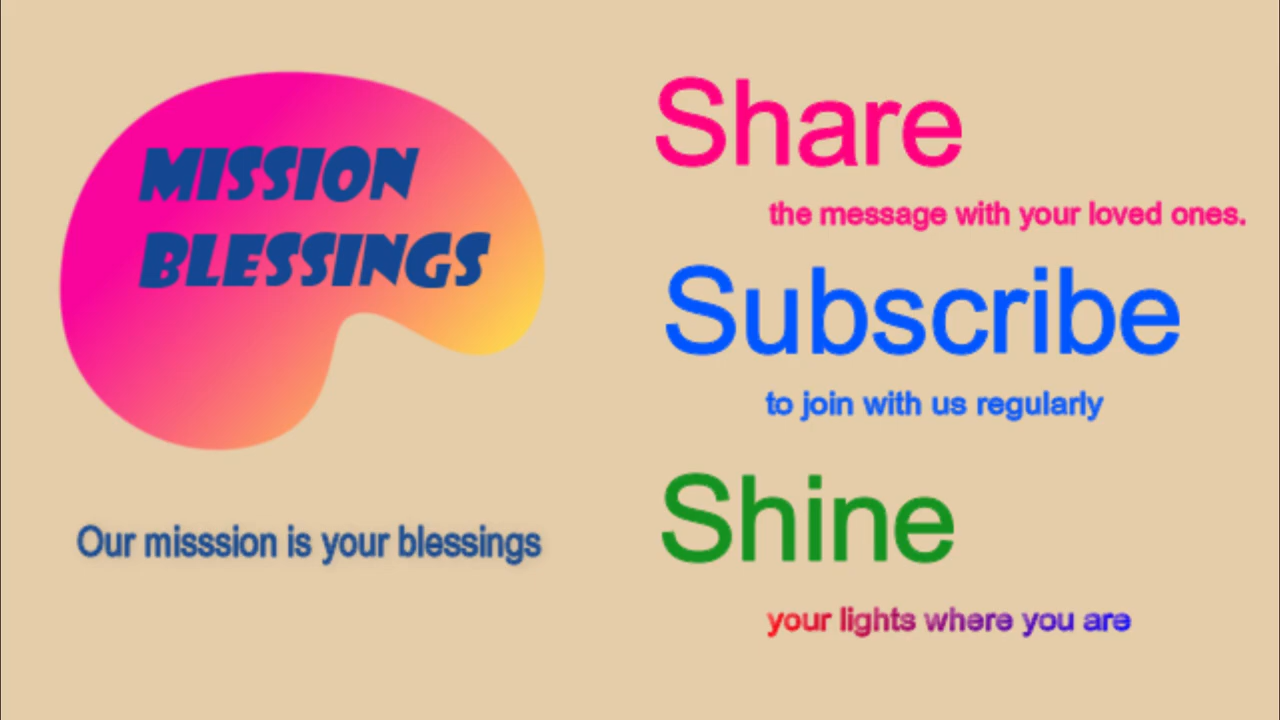 MISSION
BLESSINGS
Our misssion is your blessings
Share
the message with your loved ones.
Subscribe
to join with us regularly
Shine
your lights where you are